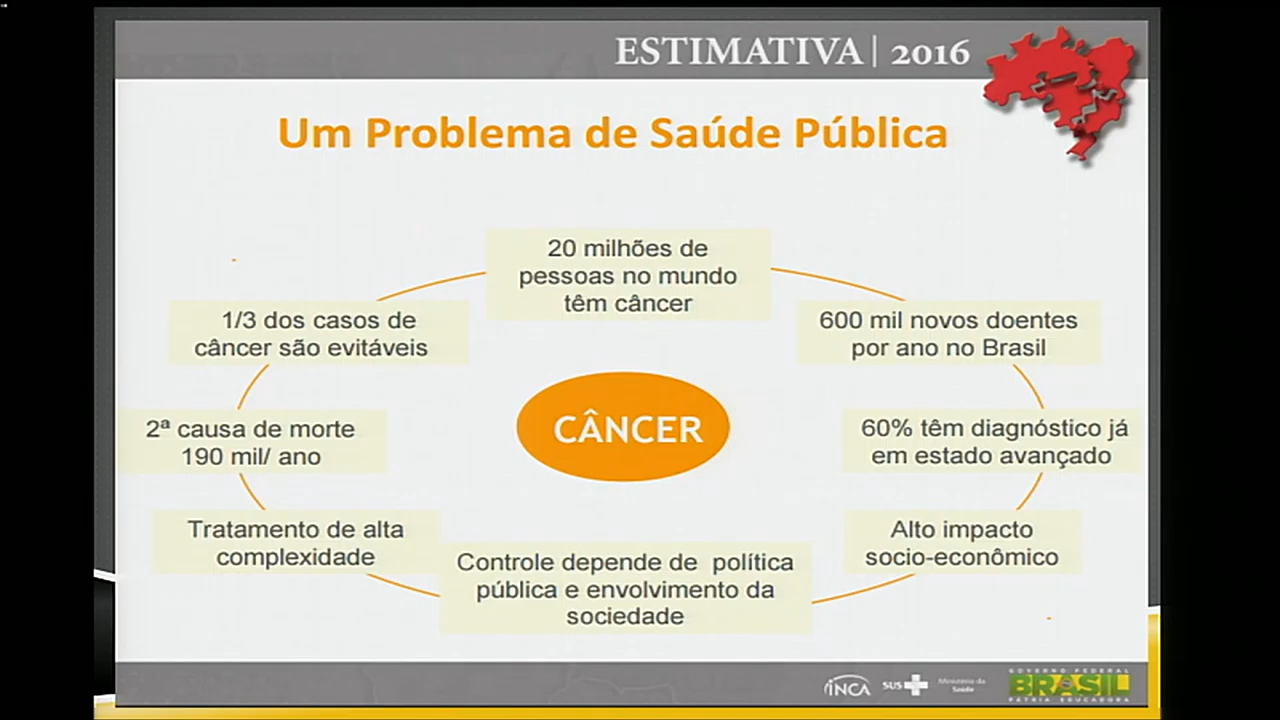 ESTIMATIVA | 2016
Um Problema de Saúde Pública
20 milhões de
pessoas no mundo
têm câncer
1/3 dos casos de
câncer são evitáveis
600 mil novos doentes
por ano no Brasil
CÂNCER
2ª causa de morte
190 mil/ ano
60% têm diagnóstico já
em estado avançado
Tratamento de alta
complexidade
Alto impacto
socio-econômico
Controle depende de política
pública e envolvimento da
sociedade
INCA
SUS
Ministério da
Saúde
GOVERNO FEDERAL
BRASIL
PÁTRIA EDUCADORA